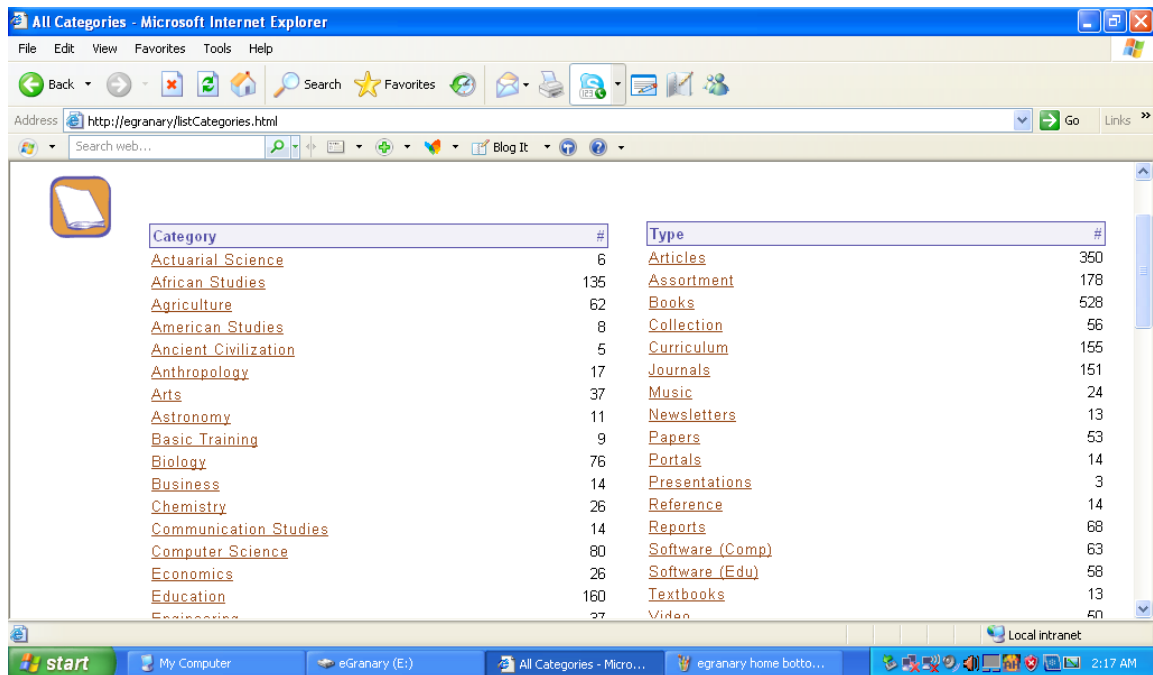 All Categories - Microsoft Internet Explorer
File Edit View Favorites Tools Help
Back Search Favorites
Address http://egranary/listCategories.html Go Links »
Search web... Blog It
Category #
Actuarial Science 6
African Studies 135
Agriculture 62
American Studies 8
Ancient Civilization 5
Anthropology 17
Arts 37
Astronomy 11
Basic Training 9
Biology 76
Business 14
Chemistry 26
Communication Studies 14
Computer Science 80
Economics 26
Education 160
Engineering 37
Type #
Articles 350
Assortment 178
Books 528
Collection 56
Curriculum 155
Journals 151
Music 24
Newsletters 13
Papers 53
Portals 14
Presentations 3
Reference 14
Reports 68
Software (Comp) 63
Software (Edu) 58
Textbooks 13
Video 50
Local intranet
start My Computer eGranary (E:) All Categories - Micro... egranary home botto... 2:17 AM